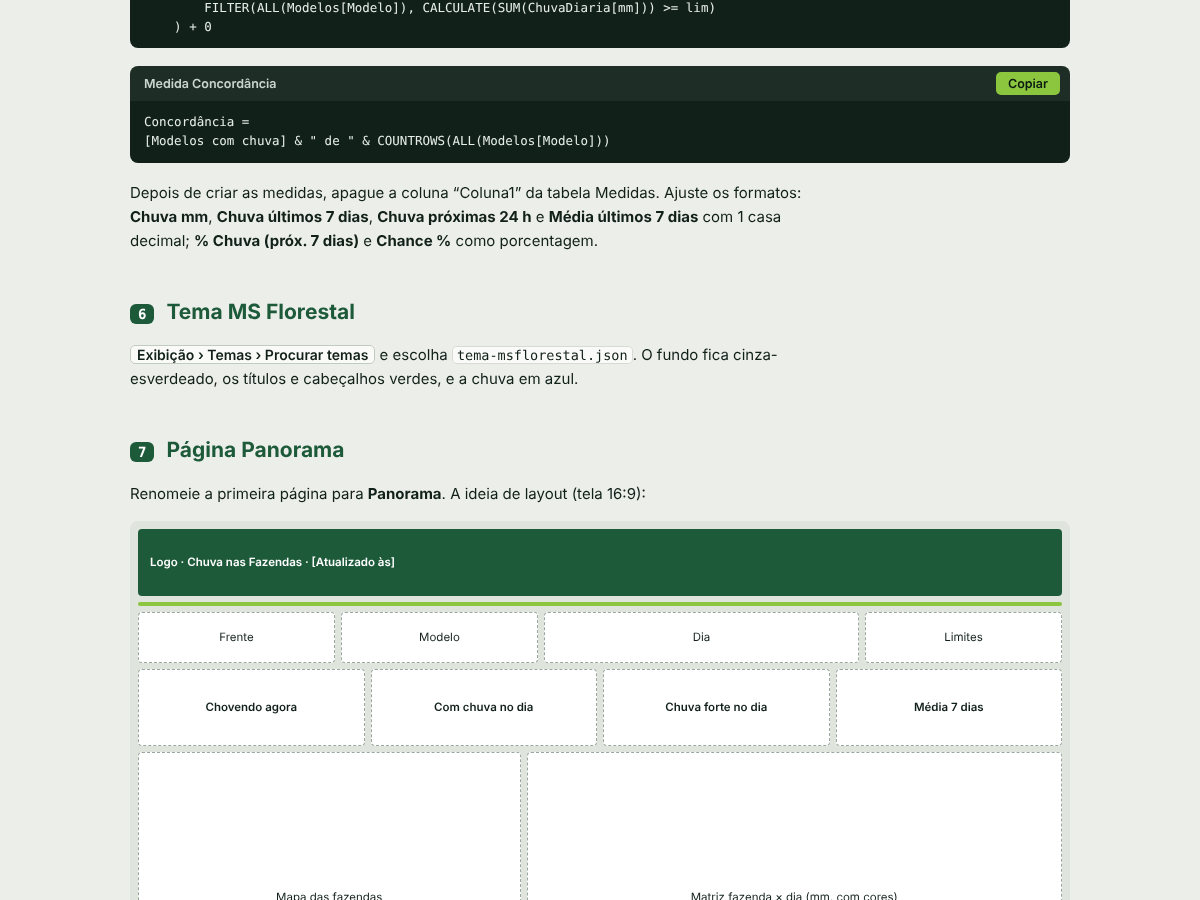 FILTER(ALL(Modelos[Modelo]), CALCULATE(SUM(ChuvaDiaria[mm])) >= lim)
) + 0
Medida Concordância
Copiar
Concordância =
[Modelos com chuva] & " de " & COUNTROWS(ALL(Modelos[Modelo]))
Depois de criar as medidas, apague a coluna “Coluna1” da tabela Medidas. Ajuste os formatos:
Chuva mm, Chuva últimos 7 dias, Chuva próximas 24 h e Média últimos 7 dias com 1 casa
decimal; % Chuva (próx. 7 dias) e Chance % como porcentagem.
6 Tema MS Florestal
Exibição › Temas › Procurar temas e escolha tema-msflorestal.json. O fundo fica cinza-
esverdeado, os títulos e cabeçalhos verdes, e a chuva em azul.
7 Página Panorama
Renomeie a primeira página para Panorama. A ideia de layout (tela 16:9):
Logo · Chuva nas Fazendas · [Atualizado às]
Frente
Modelo
Dia
Limites
Chovendo agora
Com chuva no dia
Chuva forte no dia
Média 7 dias
Mapa das fazendas
Matriz fazenda × dia (mm, com cores)